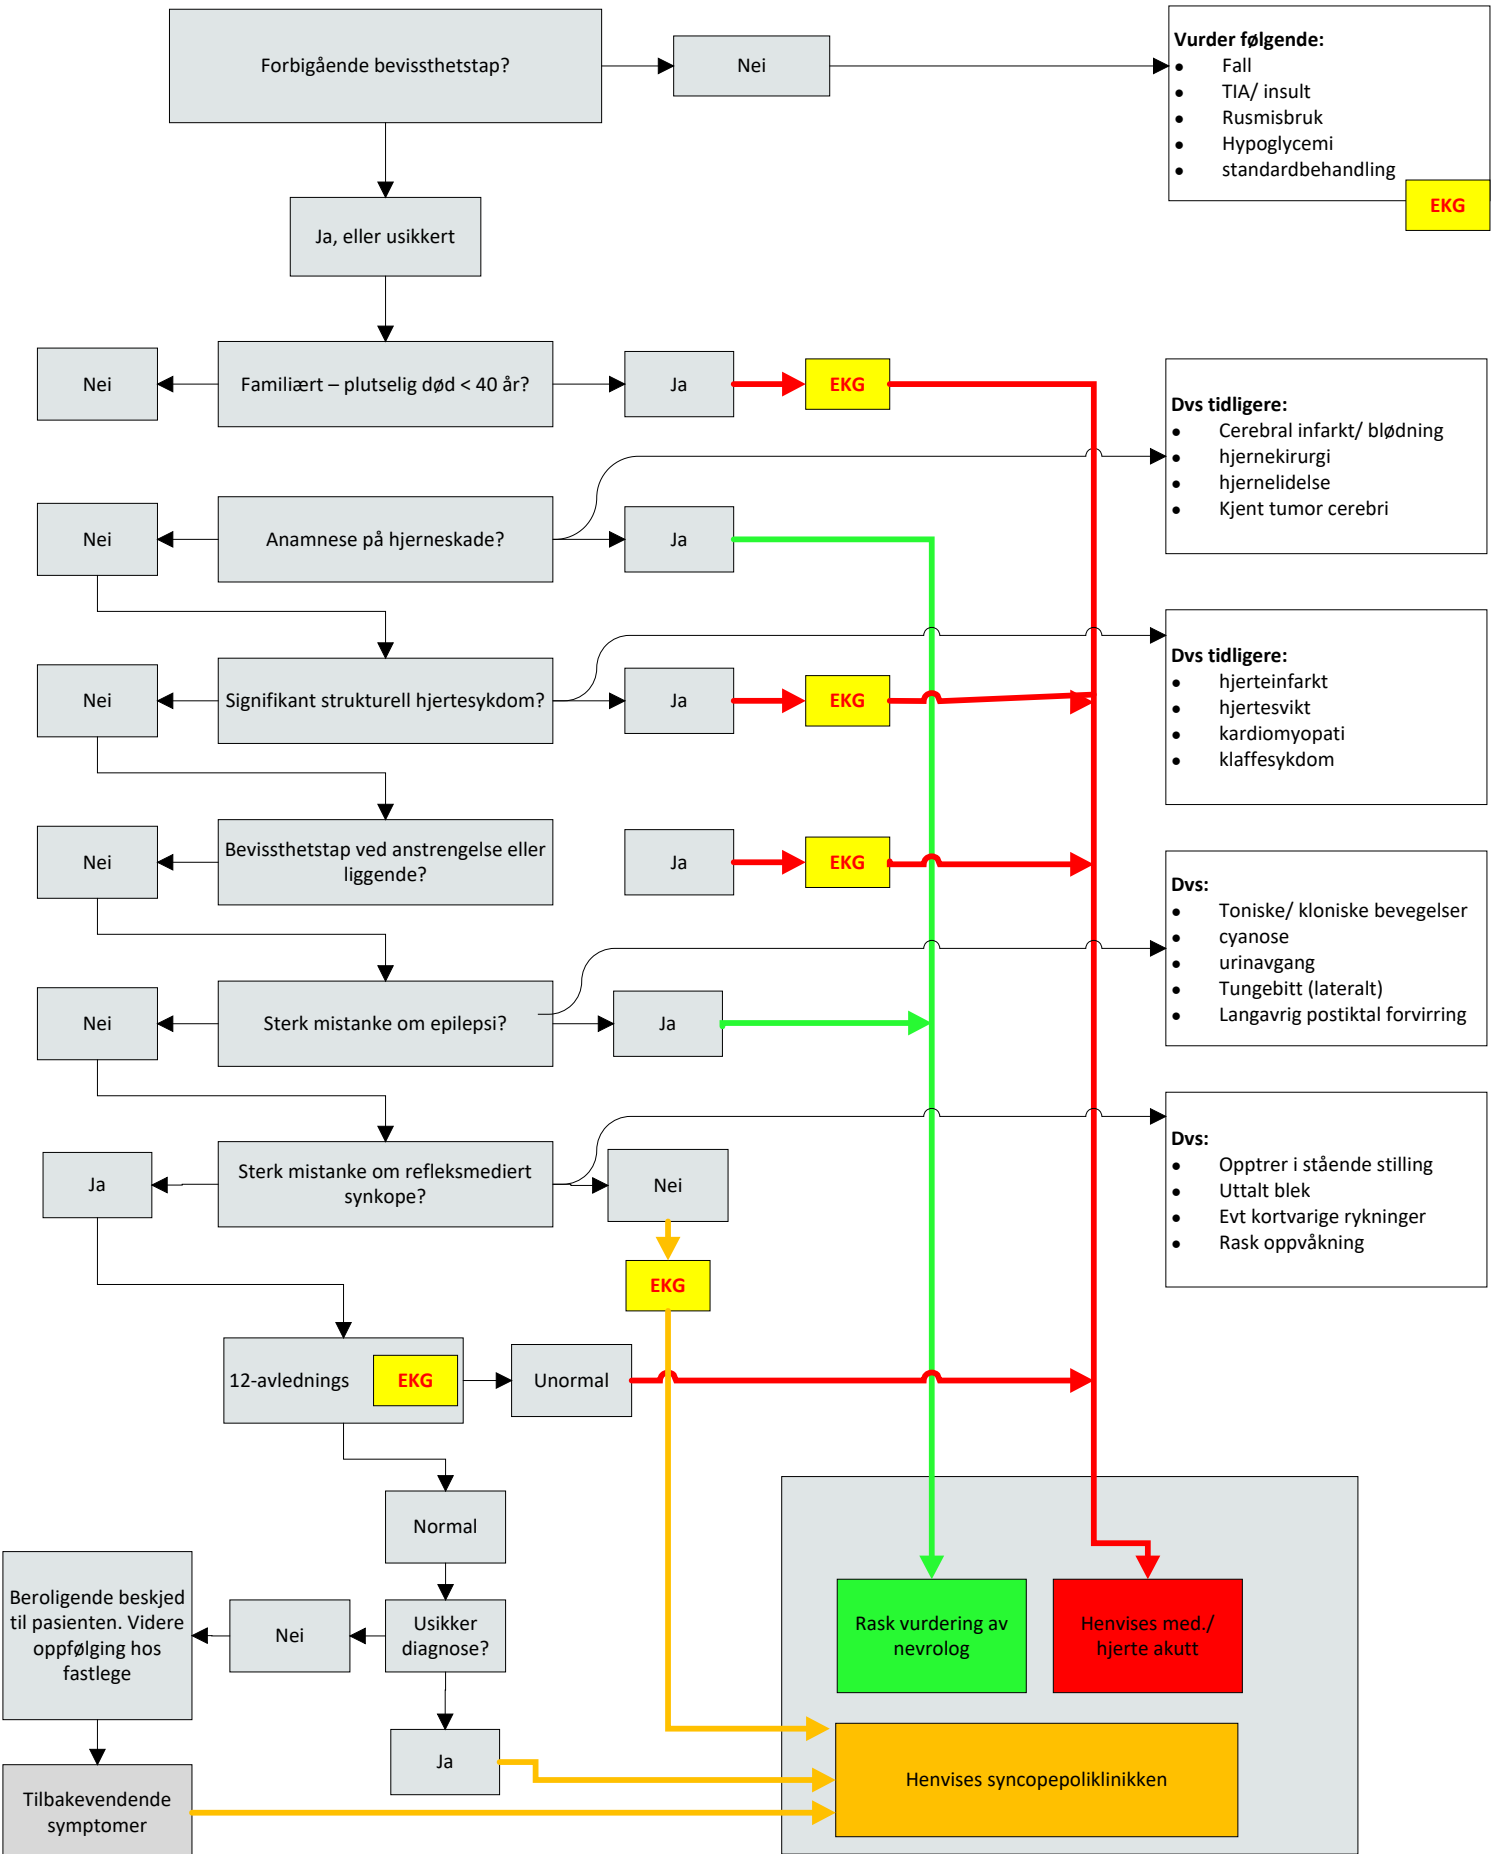 Forbigående bevissthetstap?
Nei
Vurder følgende:
● Fall
● TIA/ insult
● Rusmisbruk
● Hypoglycemi
● standardbehandling
EKG
Ja, eller usikkert
Nei
Familiært – plutselig død < 40 år?
Ja
EKG
Dvs tidligere:
● Cerebral infarkt/ blødning
● hjernekirurgi
● hjernelidelse
● Kjent tumor cerebri
Nei
Anamnese på hjerneskade?
Ja
Dvs tidligere:
● hjerteinfarkt
● hjertesvikt
● kardiomyopati
● klaffesykdom
Nei
Signifikant strukturell hjertesykdom?
Ja
EKG
Nei
Bevissthetstap ved anstrengelse eller
liggende?
Ja
EKG
Dvs:
● Toniske/ kloniske bevegelser
● cyanose
● urinavgang
● Tungebitt (lateralt)
● Langavrig postiktal forvirring
Nei
Sterk mistanke om epilepsi?
Ja
Dvs:
● Opptrer i stående stilling
● Uttalt blek
● Evt kortvarige rykninger
● Rask oppvåkning
Ja
Sterk mistanke om refleksmediert
synkope?
Nei
EKG
12-avlednings
EKG
Unormal
Normal
Beroligende beskjed
til pasienten. Videre
oppfølging hos
fastlege
Nei
Usikker
diagnose?
Rask vurdering av
nevrolog
Henvises med./
hjerte akutt
Ja
Henvises syncopepoliklinikken
Tilbakevendende
symptomer